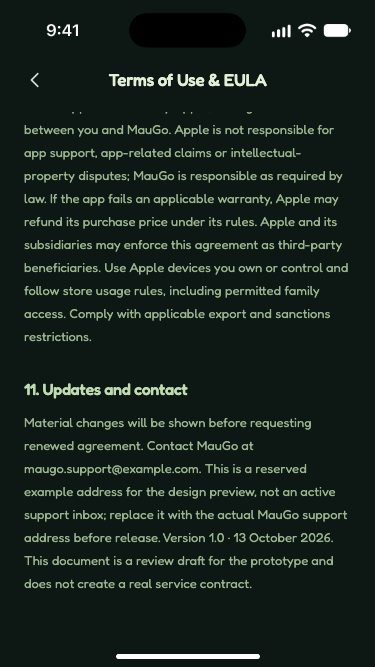 9:41
Terms of Use & EULA
between you and MauGo. Apple is not responsible for
app support, app-related claims or intellectual-
property disputes; MauGo is responsible as required by
law. If the app fails an applicable warranty, Apple may
refund its purchase price under its rules. Apple and its
subsidiaries may enforce this agreement as third-party
beneficiaries. Use Apple devices you own or control and
follow store usage rules, including permitted family
access. Comply with applicable export and sanctions
restrictions.
11. Updates and contact
Material changes will be shown before requesting
renewed agreement. Contact MauGo at
maugo.support@example.com. This is a reserved
example address for the design preview, not an active
support inbox; replace it with the actual MauGo support
address before release. Version 1.0 · 13 October 2026.
This document is a review draft for the prototype and
does not create a real service contract.